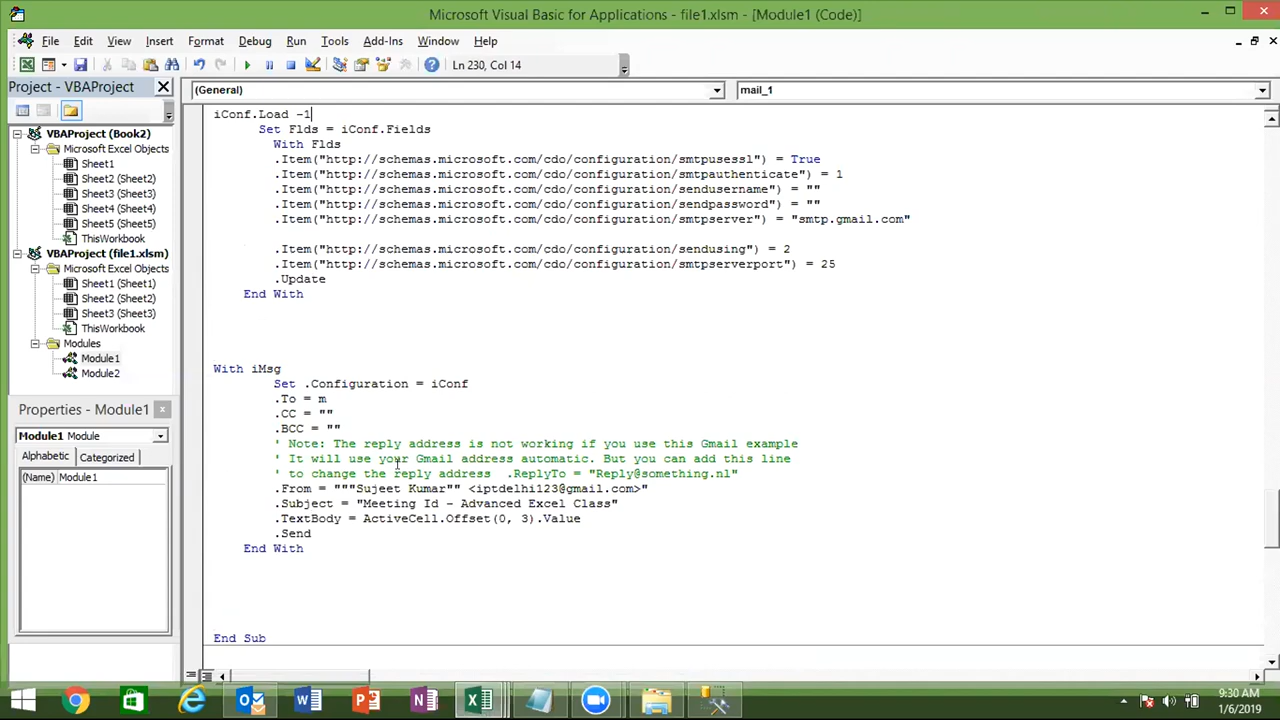 Microsoft Visual Basic for Applications - file1.xlsm - [Module1 (Code)]
File Edit View Insert Format Debug Run Tools Add-Ins Window Help
Ln 230, Col 14
Project - VBAProject
(General)
mail_1
VBAProject (Book2)
Microsoft Excel Objects
Sheet1
Sheet2 (Sheet2)
Sheet3 (Sheet3)
Sheet4 (Sheet4)
Sheet5 (Sheet5)
ThisWorkbook
VBAProject (file1.xlsm)
Microsoft Excel Objects
Sheet1 (Sheet1)
Sheet2 (Sheet2)
Sheet3 (Sheet3)
ThisWorkbook
Modules
Module1
Module2
Properties - Module1
Module1 Module
Alphabetic Categorized
(Name) Module1
iConf.Load -1
Set Flds = iConf.Fields
With Flds
.Item("http://schemas.microsoft.com/cdo/configuration/smtpusessl") = True
.Item("http://schemas.microsoft.com/cdo/configuration/smtpauthenticate") = 1
.Item("http://schemas.microsoft.com/cdo/configuration/sendusername") = ""
.Item("http://schemas.microsoft.com/cdo/configuration/sendpassword") = ""
.Item("http://schemas.microsoft.com/cdo/configuration/smtpserver") = "smtp.gmail.com"
.Item("http://schemas.microsoft.com/cdo/configuration/sendusing") = 2
.Item("http://schemas.microsoft.com/cdo/configuration/smtpserverport") = 25
.Update
End With
With iMsg
Set .Configuration = iConf
.To = m
.CC = ""
.BCC = ""
' Note: The reply address is not working if you use this Gmail example
' It will use your Gmail address automatic. But you can add this line
' to change the reply address .ReplyTo = "Reply@something.nl"
.From = """Sujeet Kumar"" <iptdelhi123@gmail.com>"
.Subject = "Meeting Id - Advanced Excel Class"
.TextBody = ActiveCell.Offset(0, 3).Value
.Send
End With
End Sub
9:30 AM
1/6/2019